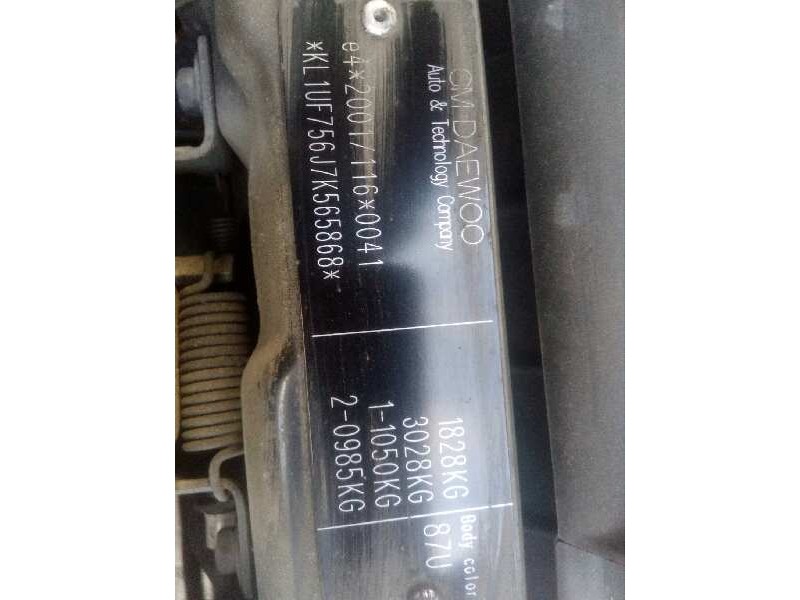 GM DAEWOO
Auto & Technology Company
e4*2001/116*0041
*KL1UF756J7K565868*
1828KG
3028KG
1-1050KG
2-0985KG
Body color
87U